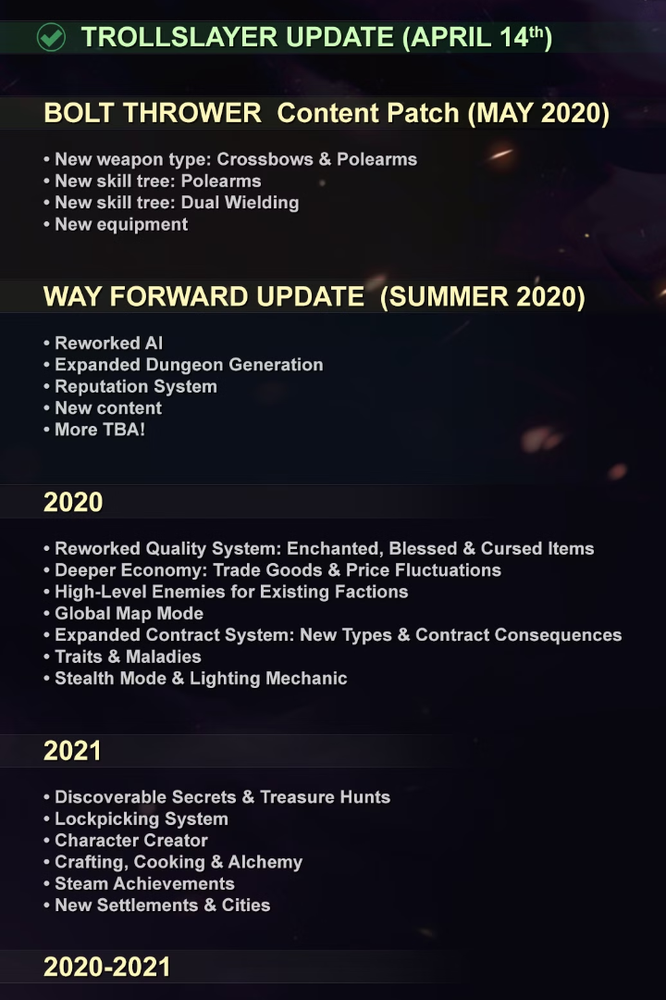 TROLLSLAYER UPDATE (APRIL 14th)
BOLT THROWER Content Patch (MAY 2020)
• New weapon type: Crossbows & Polearms
• New skill tree: Polearms
• New skill tree: Dual Wielding
• New equipment
WAY FORWARD UPDATE (SUMMER 2020)
• Reworked AI
• Expanded Dungeon Generation
• Reputation System
• New content
• More TBA!
2020
• Reworked Quality System: Enchanted, Blessed & Cursed Items
• Deeper Economy: Trade Goods & Price Fluctuations
• High-Level Enemies for Existing Factions
• Global Map Mode
• Expanded Contract System: New Types & Contract Consequences
• Traits & Maladies
• Stealth Mode & Lighting Mechanic
2021
• Discoverable Secrets & Treasure Hunts
• Lockpicking System
• Character Creator
• Crafting, Cooking & Alchemy
• Steam Achievements
• New Settlements & Cities
2020-2021